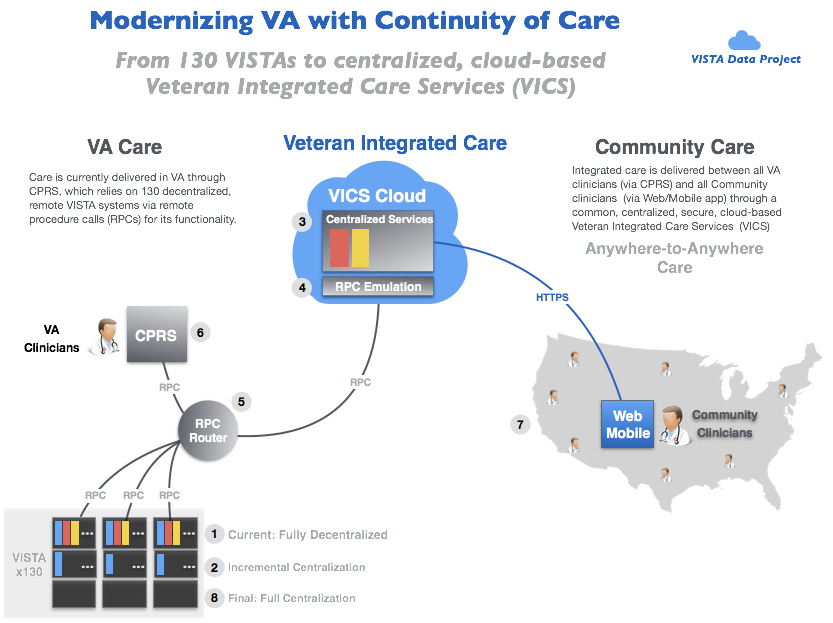 Modernizing VA with Continuity of Care
From 130 VISTAs to centralized, cloud-based
Veteran Integrated Care Services (VICS)
VISTA Data Project
VA Care
Care is currently delivered in VA through
CPRS, which relies on 130 decentralized,
remote VISTA systems via remote
procedure calls (RPCs) for its functionality.
Veteran Integrated Care
VICS Cloud
3
Centralized Services
4
RPC Emulation
Community Care
Integrated care is delivered between all VA
clinicians (via CPRS) and all Community
clinicians (via Web/Mobile app) through a
common, centralized, secure, cloud-based
Veteran Integrated Care Services (VICS)
Anywhere-to-Anywhere
Care
HTTPS
VA
Clinicians
CPRS
6
RPC
RPC
5
RPC
Router
7
Web
Mobile
Community
Clinicians
RPC
RPC
RPC
VISTA
x130
1 Current: Fully Decentralized
2 Incremental Centralization
8 Final: Full Centralization